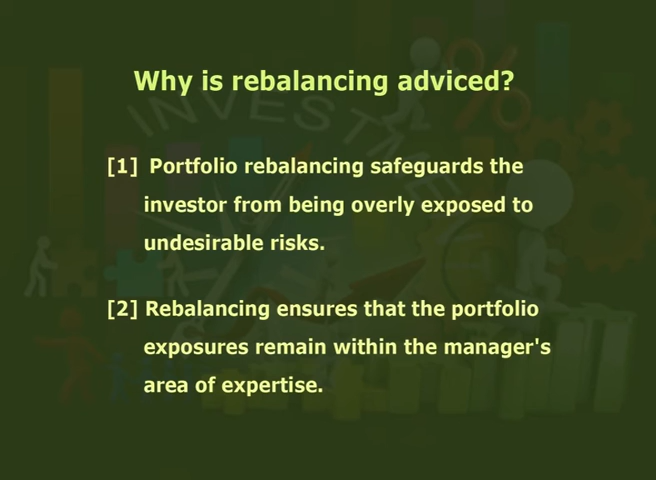 Why is rebalancing adviced?
[1] Portfolio rebalancing safeguards the
investor from being overly exposed to
undesirable risks.
[2] Rebalancing ensures that the portfolio
exposures remain within the manager's
area of expertise.
INVESTMENT
%